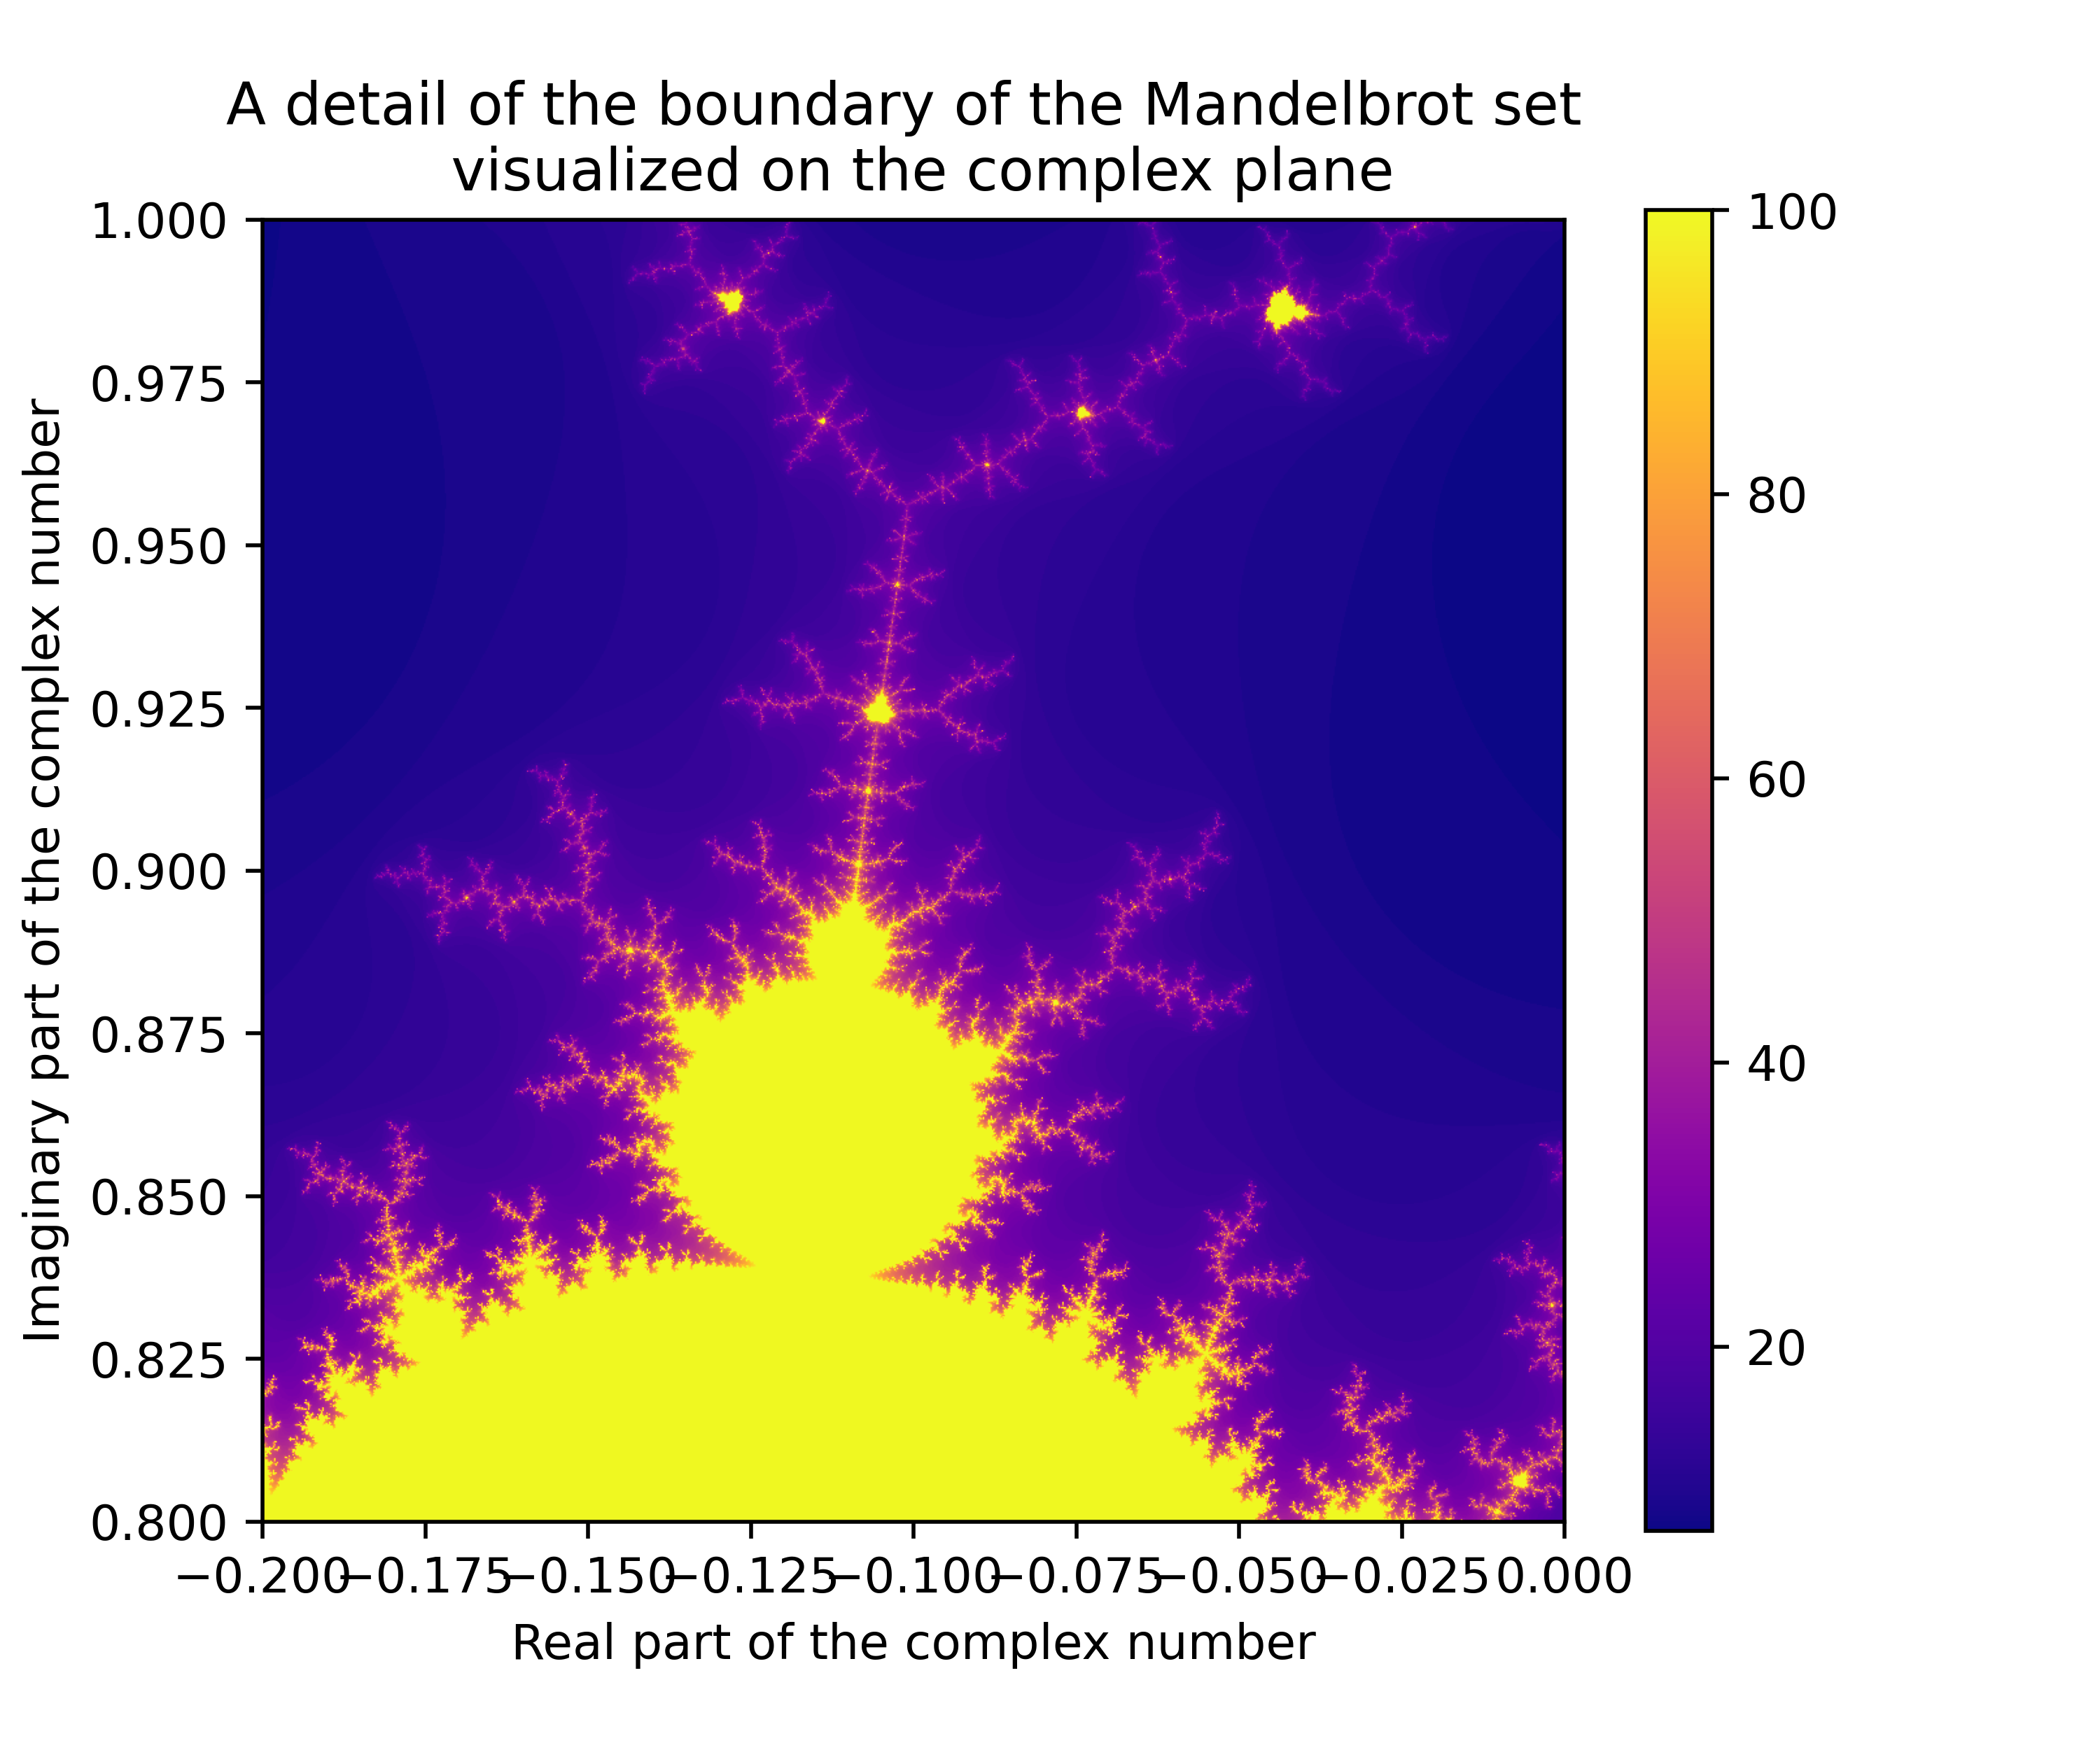 A detail of the boundary of the Mandelbrot set
visualized on the complex plane
1.000
0.975
0.950
0.925
0.900
0.875
0.850
0.825
0.800
Imaginary part of the complex number
−0.200 −0.175 −0.150 −0.125 −0.100 −0.075 −0.050 −0.025 0.000
Real part of the complex number
100
80
60
40
20